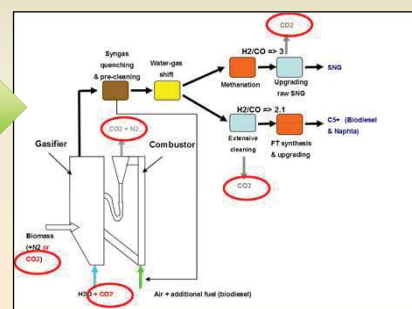 CO2
Syngas
quenching
& pre-cleaning
Water-gas
shift
H2/CO => 3
Methanation
Upgrading
raw SNG
SNG
H2/CO => 2.1
Extensive
cleaning
FT synthesis
& upgrading
C5+ (Biodiesel
& Naphta)
CO2
CO2 + N2
Gasifier
Combustor
Biomass
(+N2 or
CO2)
H2O + CO2
Air + additional fuel (biodiesel)